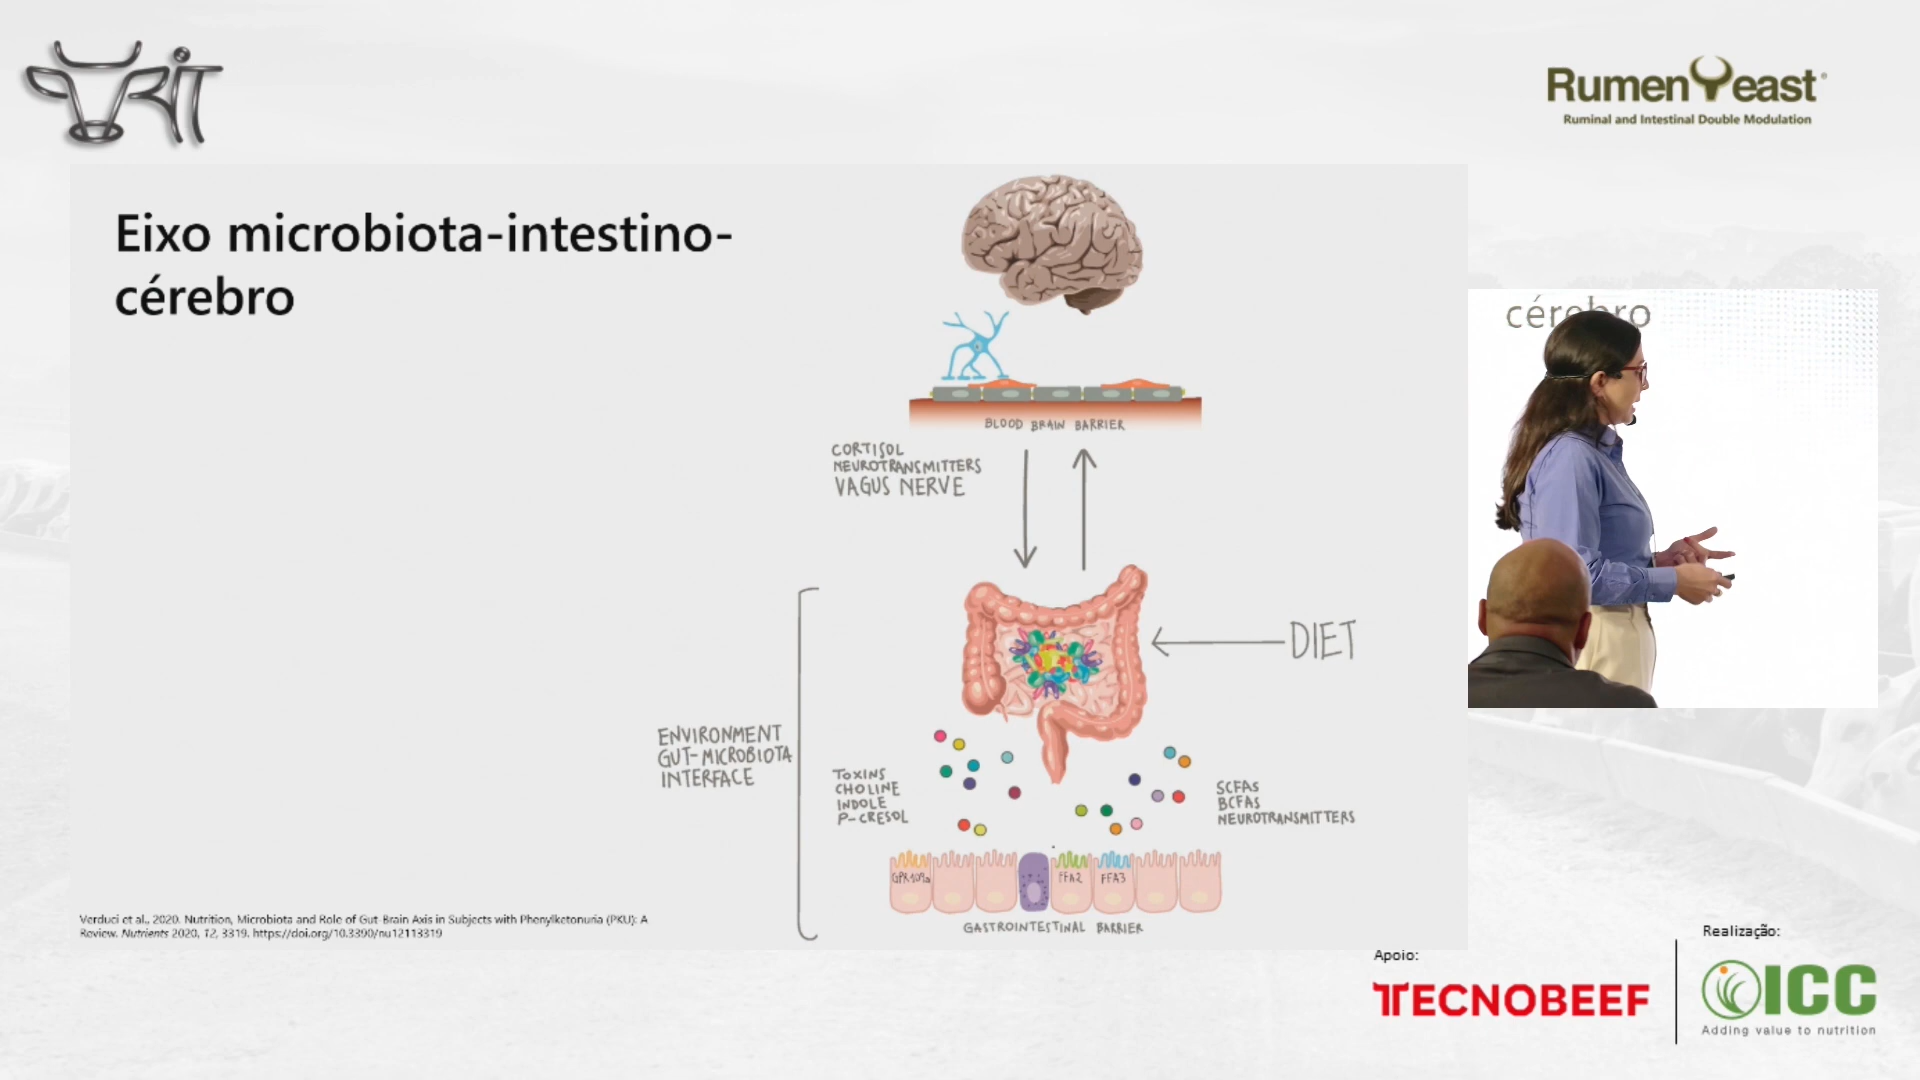 RIT
RumenYeast®
Ruminal and Intestinal Double Modulation
Eixo microbiota-intestino-
cérebro
cérebro
BLOOD BRAIN BARRIER
CORTISOL
NEUROTRANSMITTERS
VAGUS NERVE
DIET
ENVIRONMENT
GUT-MICROBIOTA
INTERFACE
TOXINS
CHOLINE
INDOLE
P-CRESOL
SCFAS
BCFAS
NEUROTRANSMITTERS
GPR109a
FFA2
FFA3
GASTROINTESTINAL BARRIER
Verduci et al., 2020. Nutrition, Microbiota and Role of Gut-Brain Axis in Subjects with Phenylketonuria (PKU): A
Review. Nutrients 2020, 12, 3319. https://doi.org/10.3390/nu12113319
Apoio:
TECNOBEEF
Realização:
ICC
Adding value to nutrition